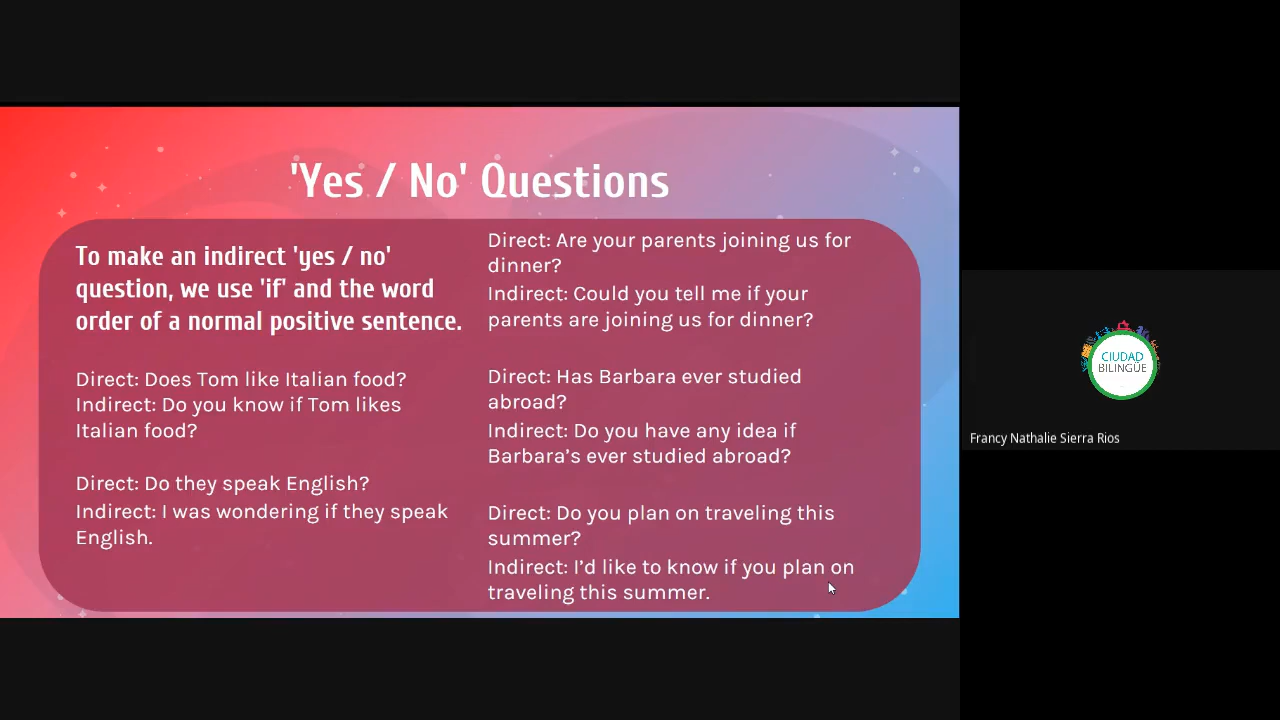 'Yes / No' Questions
To make an indirect 'yes / no'
question, we use 'if' and the word
order of a normal positive sentence.
Direct: Does Tom like Italian food?
Indirect: Do you know if Tom likes
Italian food?
Direct: Do they speak English?
Indirect: I was wondering if they speak
English.
Direct: Are your parents joining us for
dinner?
Indirect: Could you tell me if your
parents are joining us for dinner?
Direct: Has Barbara ever studied
abroad?
Indirect: Do you have any idea if
Barbara’s ever studied abroad?
Direct: Do you plan on traveling this
summer?
Indirect: I’d like to know if you plan on
traveling this summer.
CIUDAD
BILINGÜE
Francy Nathalie Sierra Rios